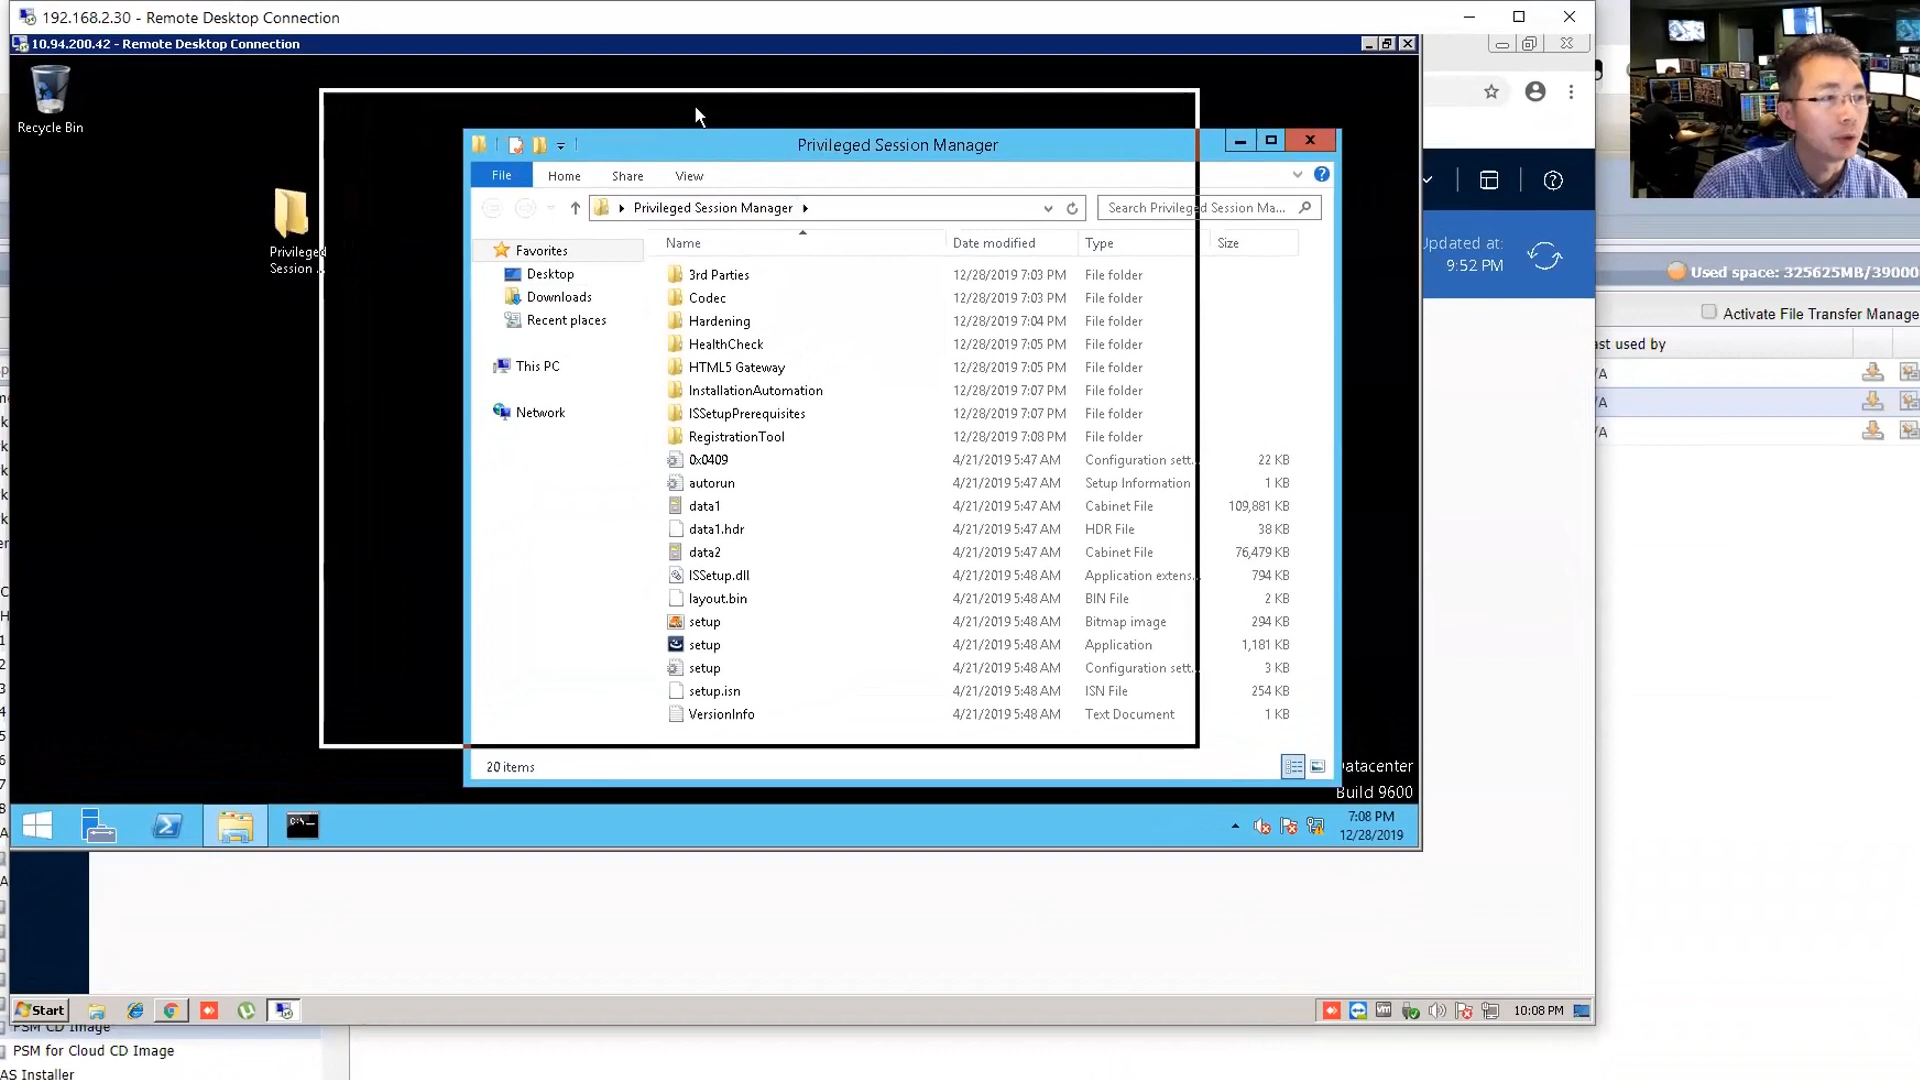 192.168.2.30 - Remote Desktop Connection
10.94.200.42 - Remote Desktop Connection
Recycle Bin
Privileged
Session ...
Privileged Session Manager
File
Home
Share
View
Privileged Session Manager
Search Privileged Session Ma...
Name
Date modified
Type
Size
Favorites
Desktop
Downloads
Recent places
This PC
Network
3rd Parties 12/28/2019 7:03 PM File folder
Codec 12/28/2019 7:03 PM File folder
Hardening 12/28/2019 7:04 PM File folder
HealthCheck 12/28/2019 7:05 PM File folder
HTML5 Gateway 12/28/2019 7:05 PM File folder
InstallationAutomation 12/28/2019 7:07 PM File folder
ISSetupPrerequisites 12/28/2019 7:07 PM File folder
RegistrationTool 12/28/2019 7:08 PM File folder
0x0409 4/21/2019 5:47 AM Configuration sett... 22 KB
autorun 4/21/2019 5:47 AM Setup Information 1 KB
data1 4/21/2019 5:47 AM Cabinet File 109,881 KB
data1.hdr 4/21/2019 5:47 AM HDR File 38 KB
data2 4/21/2019 5:47 AM Cabinet File 76,479 KB
ISSetup.dll 4/21/2019 5:48 AM Application extens... 794 KB
layout.bin 4/21/2019 5:48 AM BIN File 2 KB
setup 4/21/2019 5:48 AM Bitmap image 294 KB
setup 4/21/2019 5:48 AM Application 1,181 KB
setup 4/21/2019 5:48 AM Configuration sett... 3 KB
setup.isn 4/21/2019 5:48 AM ISN File 254 KB
VersionInfo 4/21/2019 5:48 AM Text Document 1 KB
20 items
Datacenter
Build 9600
7:08 PM
12/28/2019
Updated at:
9:52 PM
Used space: 325625MB/39000
Activate File Transfer Manage
ast used by
/A
/A
/A
Start
10:08 PM
PSM CD Image
PSM for Cloud CD Image
AS Installer